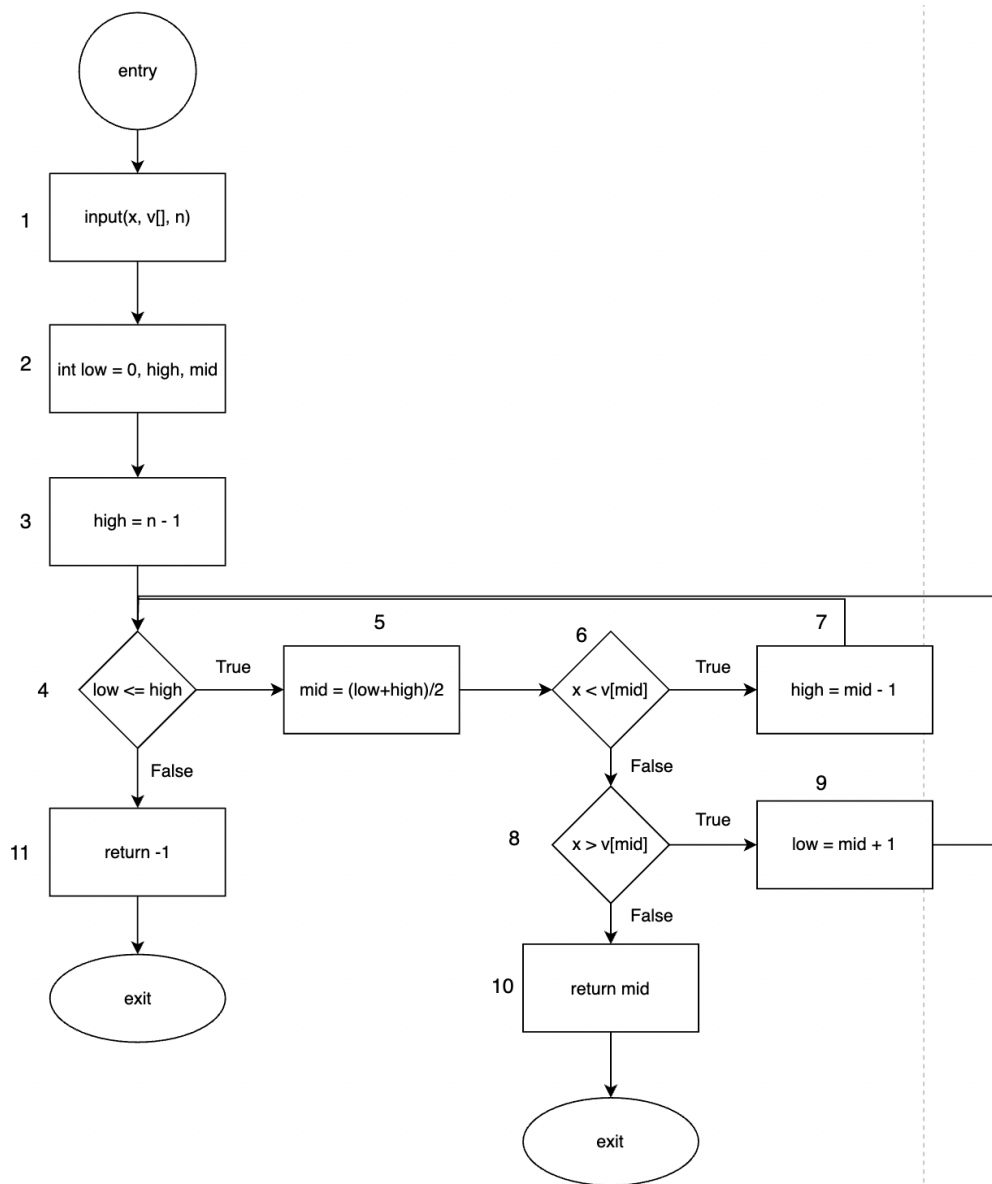 entry
1
input(x, v[], n)
2
int low = 0, high, mid
3
high = n - 1
4
low <= high
True
5
mid = (low+high)/2
6
x < v[mid]
True
7
high = mid - 1
False
False
9
11
return -1
8
x > v[mid]
True
low = mid + 1
False
10
return mid
exit
exit